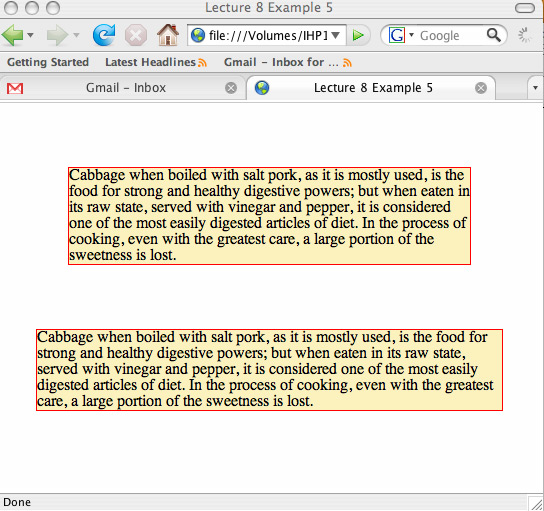 Lecture 8 Example 5
file:///Volumes/IHP1
G Google
Getting Started Latest Headlines Gmail - Inbox for ...
Gmail - Inbox Lecture 8 Example 5
Cabbage when boiled with salt pork, as it is mostly used, is the
food for strong and healthy digestive powers; but when eaten in
its raw state, served with vinegar and pepper, it is considered
one of the most easily digested articles of diet. In the process of
cooking, even with the greatest care, a large portion of the
sweetness is lost.
Cabbage when boiled with salt pork, as it is mostly used, is the food for
strong and healthy digestive powers; but when eaten in its raw state,
served with vinegar and pepper, it is considered one of the most easily
digested articles of diet. In the process of cooking, even with the greatest
care, a large portion of the sweetness is lost.
Done